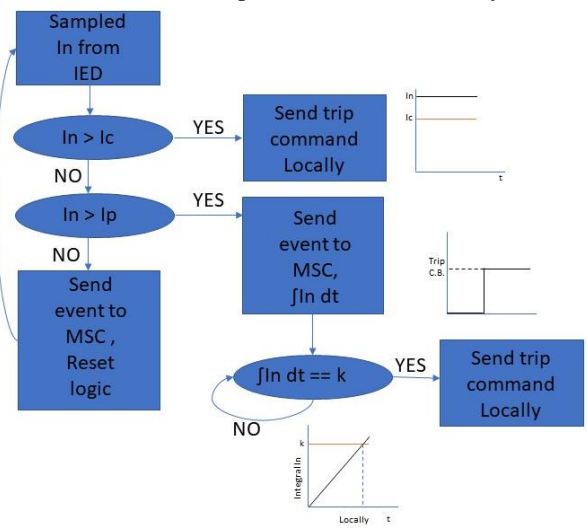 Sampled
In from
IED
In > Ic
YES
Send trip
command
Locally
In
Ic
t
NO
In > Ip
YES
Send
event to
MSC,
∫In dt
Trip
C.B.
NO
Send
event to
MSC ,
Reset
logic
∫In dt == k
YES
Send trip
command
Locally
NO
k
IntegralIn
Locally t